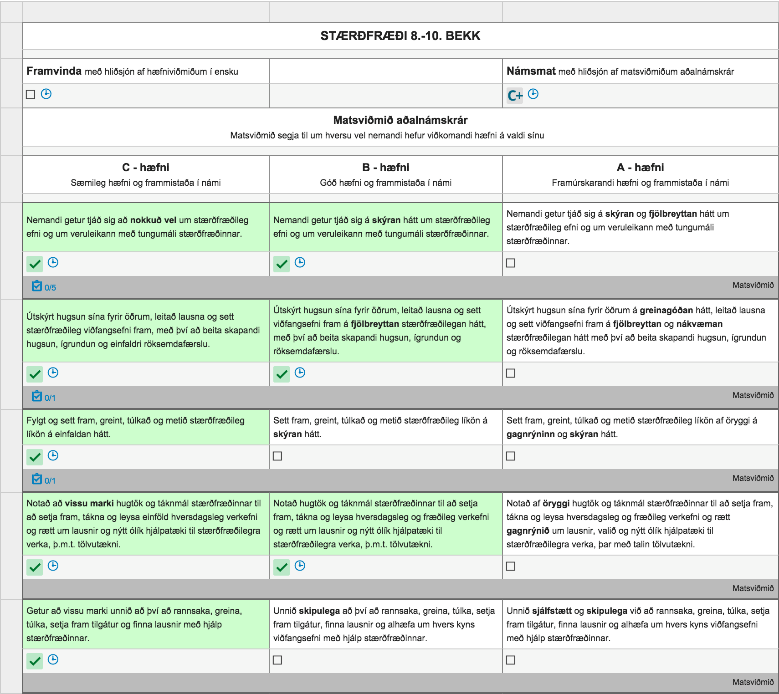 STÆRÐFRÆÐI 8.-10. BEKK
Framvinda með hliðsjón af hæfniviðmiðum í ensku
Námsmat með hliðsjón af matsviðmiðum aðalnámskrár
C+
Matsviðmið aðalnámskrár
Matsviðmið segja til um hversu vel nemandi hefur viðkomandi hæfni á valdi sínu
C - hæfni
Sæmileg hæfni og frammistaða í námi
B - hæfni
Góð hæfni og frammistaða í námi
A - hæfni
Framúrskarandi hæfni og frammistaða í námi
Nemandi getur tjáð sig að nokkuð vel um stærðfræðileg
efni og um veruleikann með tungumáli stærðfræðinnar.
Nemandi getur tjáð sig á skýran hátt um stærðfræðileg
efni og um veruleikann með tungumáli stærðfræðinnar.
Nemandi getur tjáð sig á skýran og fjölbreyttan hátt um
stærðfræðileg efni og um veruleikann með tungumáli
stærðfræðinnar.
0/5
Matsviðmið
Útskýrt hugsun sína fyrir öðrum, leitað lausna og sett
stærðfræðileg viðfangsefni fram, með því að beita skapandi
hugsun, ígrundun og einfaldri röksemdafærslu.
Útskýrt hugsun sína fyrir öðrum, leitað lausna og sett
viðfangsefni fram á fjölbreyttan stærðfræðilegan hátt,
með því að beita skapandi hugsun, ígrundun og
röksemdafærslu.
Útskýrt hugsun sína fyrir öðrum á greinagóðan hátt, leitað lausna
og sett viðfangsefni fram á fjölbreyttan og nákvæman
stærðfræðilegan hátt með því að beita skapandi hugsun, ígrundun
og röksemdafærslu.
0/1
Matsviðmið
Fylgt og sett fram, greint, túlkað og metið stærðfræðileg
líkön á einfaldan hátt.
Sett fram, greint, túlkað og metið stærðfræðileg líkön á
skýran hátt.
Sett fram, greint, túlkað og metið stærðfræðileg líkön af öryggi á
gagnrýninn og skýran hátt.
0/1
Matsviðmið
Notað að vissu marki hugtök og táknmál stærðfræðinnar til
að setja fram, tákna og leysa einföld hversdagsleg verkefni
og rætt um lausnir og nýtt ólík hjálpatæki til stærðfræðilegra
verka, þ.m.t. tölvutækni.
Notað hugtök og táknmál stærðfræðinnar til að setja
fram, tákna og leysa hversdagsleg og fræðileg verkefni
og rætt um lausnir og nýtt ólík hjálpatæki til
stærðfræðilegra verka, þ.m.t. tölvutækni.
Notað af öryggi hugtök og táknmál stærðfræðinnar til að setja fram,
tákna og leysa hversdagsleg og fræðileg verkefni og rætt
gagnrýnið um lausnir, valið og nýtt ólík hjálpatæki til
stærðfræðilegra verka, þar með talin tölvutækni.
Matsviðmið
Getur að vissu marki unnið að því að rannsaka, greina,
túlka, setja fram tilgátur og finna lausnir með hjálp
stærðfræðinnar.
Unnið skipulega að því að rannsaka, greina, túlka, setja
fram tilgátur, finna lausnir og alhæfa um hvers kyns
viðfangsefni með hjálp stærðfræðinnar.
Unnið sjálfstætt og skipulega við að rannsaka, greina, túlka, setja
fram tilgátur, finna lausnir og alhæfa um hvers kyns viðfangsefni
með hjálp stærðfræðinnar.
Matsviðmið